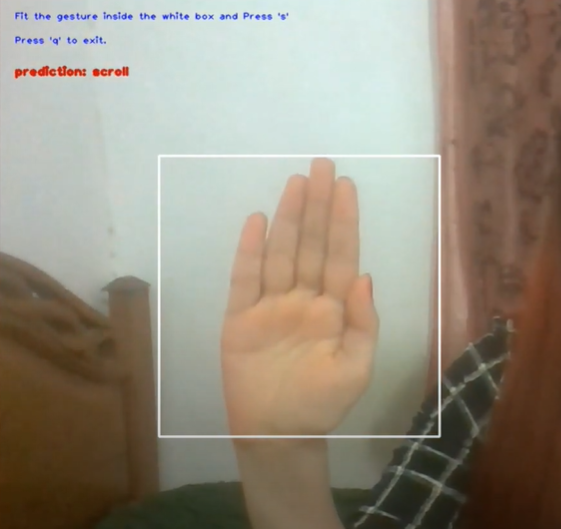 Fit the gesture inside the white box and Press 's'
Press 'q' to exit.
prediction: scroll